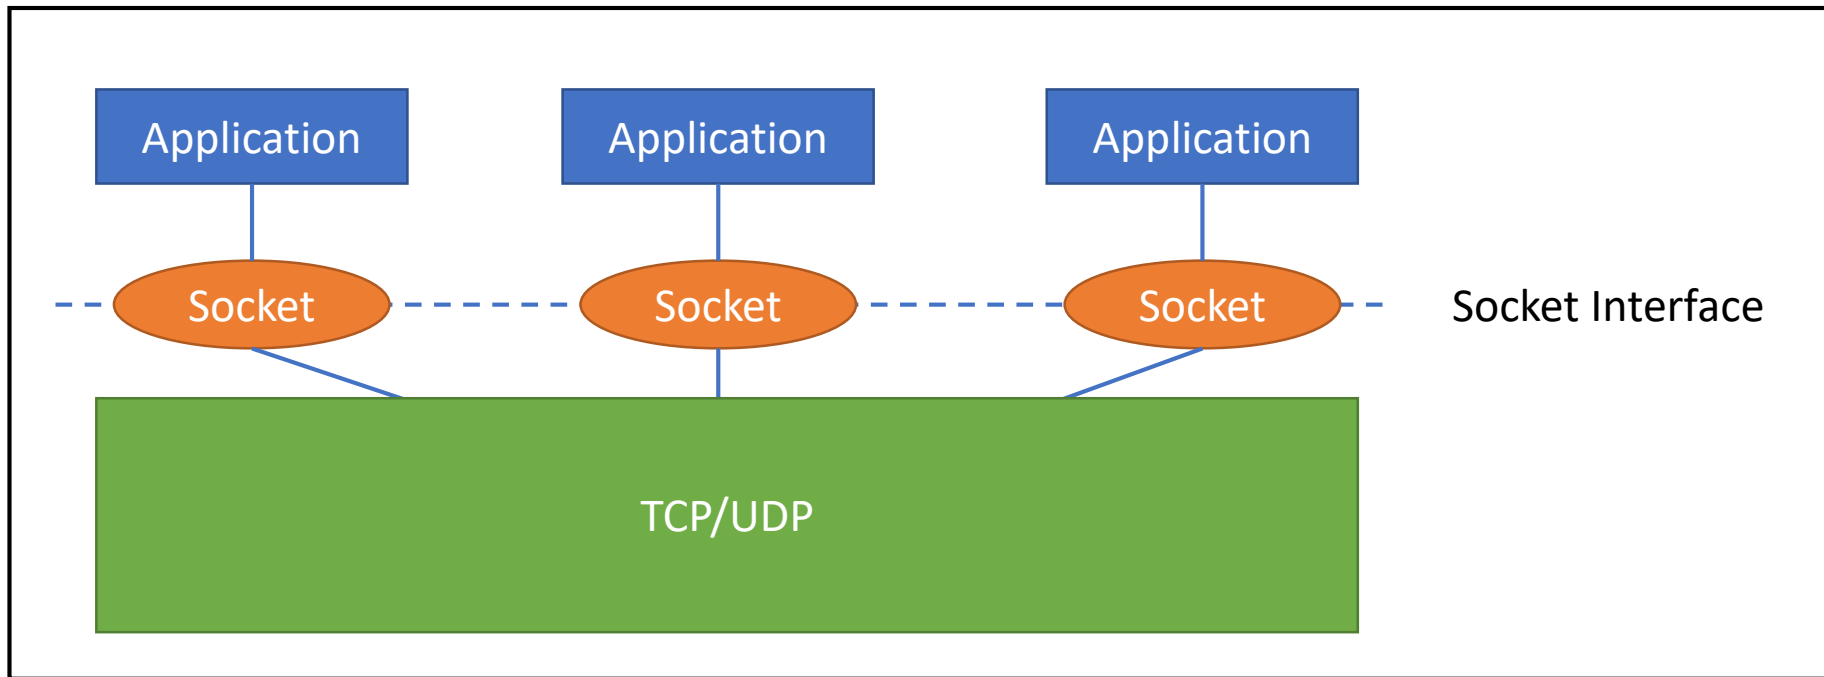 Application
Application
Application
Socket
Socket
Socket
Socket Interface
TCP/UDP